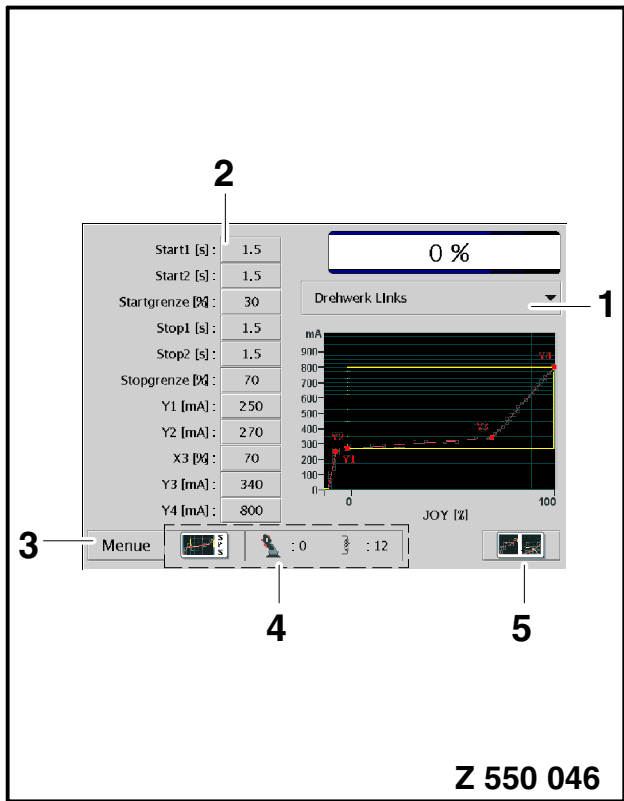 2
Start1 [s] : 1.5
0 %
Start2 [s] : 1.5
Startgrenze [%] : 30
Drehwerk LInks
1
Stop1 [s] : 1.5
Stop2 [s] : 1.5
Stopgrenze [%] : 70
Y1 [mA] : 250
Y2 [mA] : 270
X3 [%] : 70
Y3 [mA] : 340
Y4 [mA] : 800
mA
900
800
700
600
500
400
300
200
100
0
Y4
Y2
Y1
0
100
JOY [%]
3
Menue
S
P
S
: 0
: 12
4
5
Z 550 046